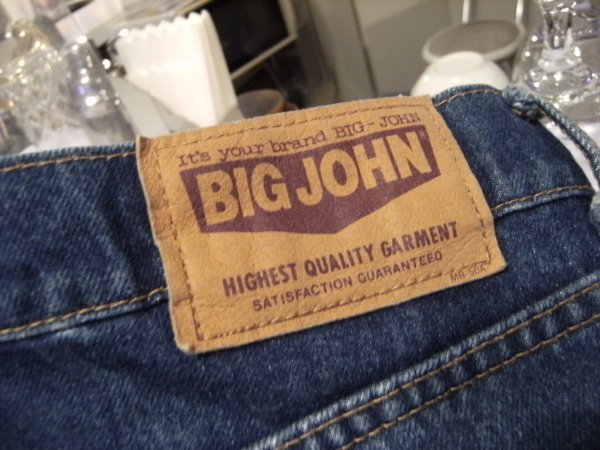 It's your brand BIG-JOHN
BIG JOHN
HIGHEST QUALITY GARMENT
SATISFACTION GUARANTEED